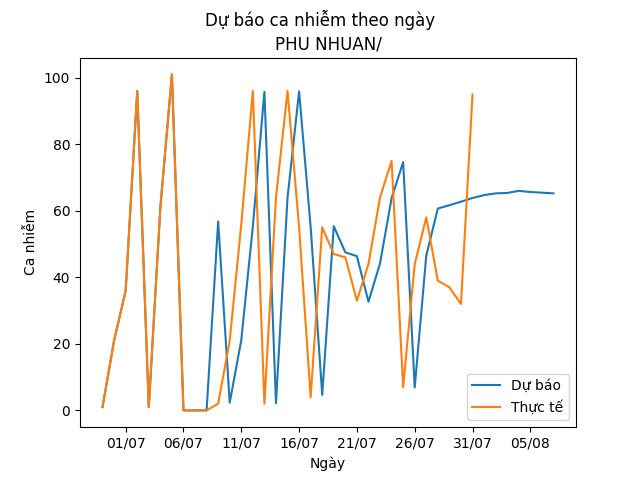 Dự báo ca nhiễm theo ngày
PHU NHUAN/
Ca nhiễm
100
80
60
40
20
0
01/07 06/07 11/07 16/07 21/07 26/07 31/07 05/08
Ngày
Dự báo
Thực tế